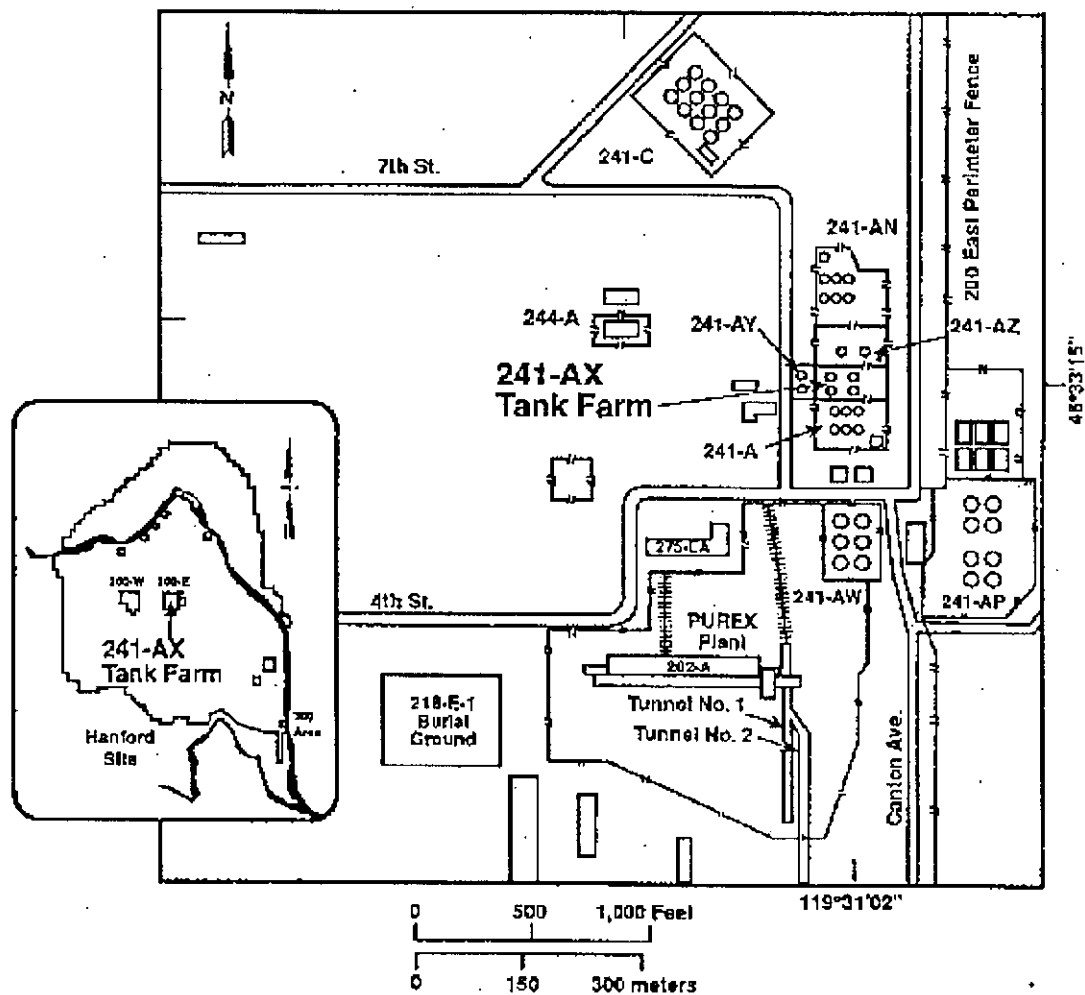 N
7th St.
241-C
200 East Perimeter Fence
241-AN
244-A
241-AY
241-AZ
241-AX
Tank Farm
46°33'15"
241-A
200-W
200-E
241-AX
Tank Farm
Hanford
Site
300
Area
4th St.
275-EA
241-AW
241-AP
PUREX
Plant
202-A
218-E-1
Burial
Ground
Tunnel No. 1
Tunnel No. 2
Canton Ave.
119°31'02"
0 500 1,000 Feet
0 150 300 meters